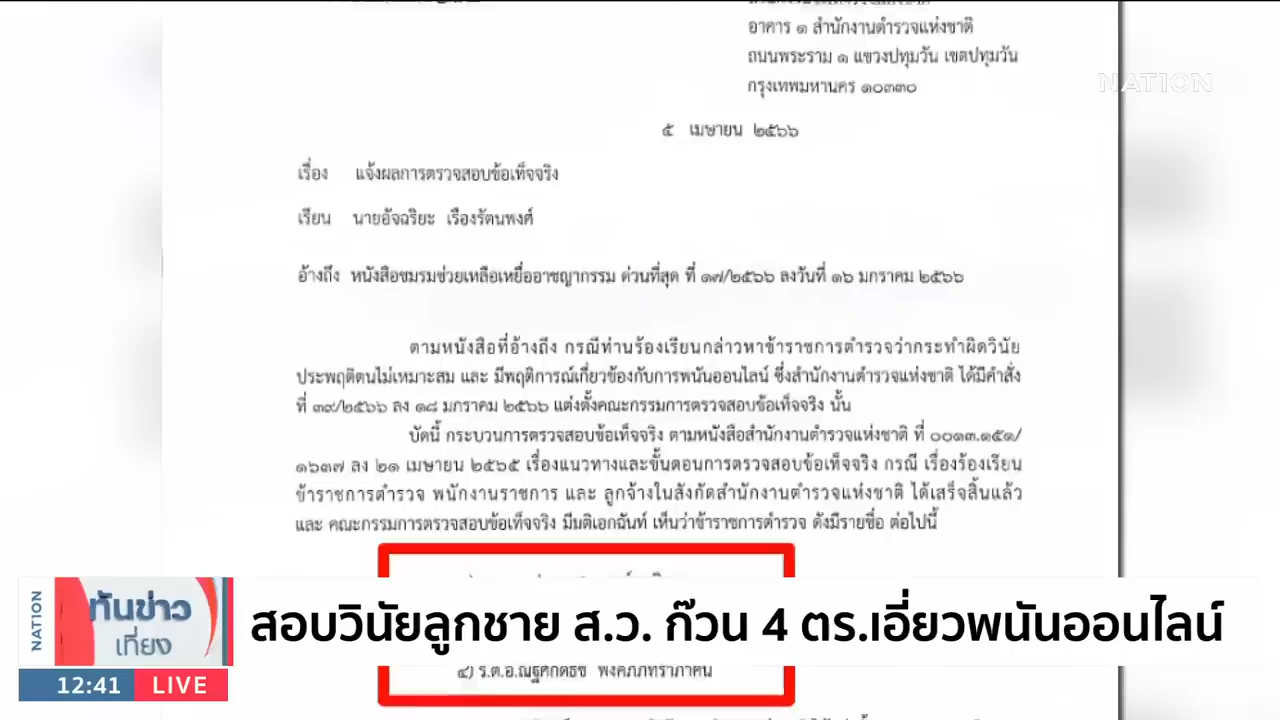 อาคาร ๑ สำนักงานตำรวจแห่งชาติ
ถนนพระราม ๑ แขวงปทุมวัน เขตปทุมวัน
กรุงเทพมหานคร ๑๐๓๓๐
NATION
๕ เมษายน ๒๕๖๖
เรื่อง แจ้งผลการตรวจสอบข้อเท็จจริง
เรียน นายอัจฉริยะ เรืองรัตนพงศ์
อ้างถึง หนังสือชมรมช่วยเหลือเหยื่ออาชญากรรม ด่วนที่สุด ที่ ๑๗/๒๕๖๖ ลงวันที่ ๑๖ มกราคม ๒๕๖๖
ตามหนังสือที่อ้างถึง กรณีท่านร้องเรียนกล่าวหาข้าราชการตำรวจว่ากระทำผิดวินัย
ประพฤติตนไม่เหมาะสม และ มีพฤติการณ์เกี่ยวข้องกับการพนันออนไลน์ ซึ่งสำนักงานตำรวจแห่งชาติ ได้มีคำสั่ง
ที่ ๓๙/๒๕๖๖ ลง ๑๘ มกราคม ๒๕๖๖ แต่งตั้งคณะกรรมการตรวจสอบข้อเท็จจริง นั้น
บัดนี้ กระบวนการตรวจสอบข้อเท็จจริง ตามหนังสือสำนักงานตำรวจแห่งชาติ ที่ ๐๐๑๓.๑๕๑/
๑๖๓๗ ลง ๒๑ เมษายน ๒๕๖๕ เรื่องแนวทางและขั้นตอนการตรวจสอบข้อเท็จจริง กรณี เรื่องร้องเรียน
ข้าราชการตำรวจ พนักงานราชการ และ ลูกจ้างในสังกัดสำนักงานตำรวจแห่งชาติ ได้เสร็จสิ้นแล้ว
และ คณะกรรมการตรวจสอบข้อเท็จจริง มีมติเอกฉันท์ เห็นว่าข้าราชการตำรวจ ดังมีรายชื่อ ต่อไปนี้
NATION
ทันข่าว
เที่ยง
สอบวินัยลูกชาย ส.ว. ก๊วน 4 ตร.เอี่ยวพนันออนไลน์
๔) ร.ต.อ.
12:41 LIVE